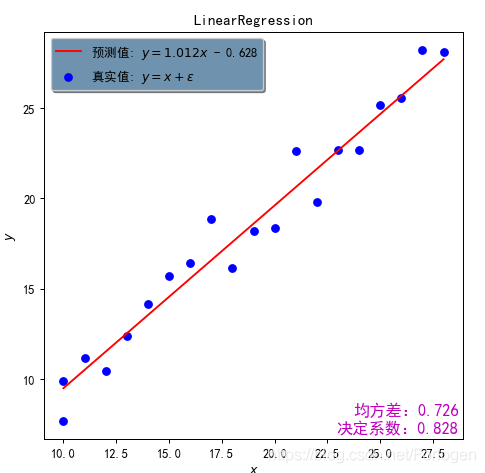 LinearRegression
预测值: y = 1.012x - 0.628
真实值: y = x + ε
y
25
20
15
10
均方差: 0.726
决定系数: 0.828
10.0 12.5 15.0 17.5 20.0 22.5 25.0 27.5
x